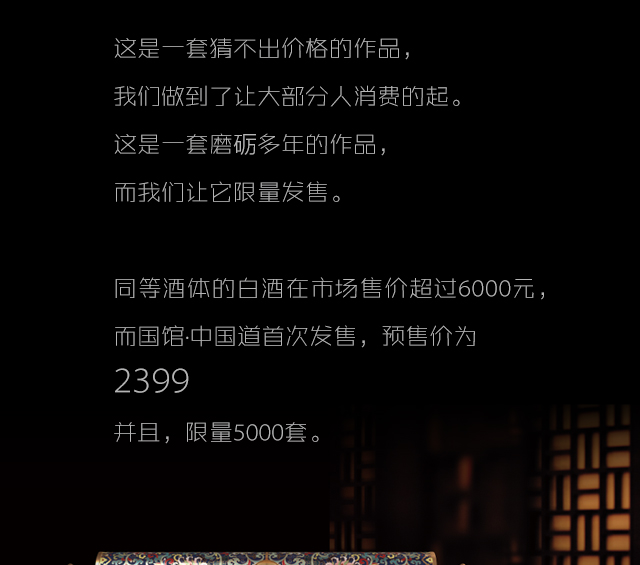 这是一套猜不出价格的作品，
我们做到了让大部分人消费的起。
这是一套磨砺多年的作品，
而我们让它限量发售。
同等酒体的白酒在市场售价超过6000元，
而国馆·中国道首次发售，预售价为
2399
并且，限量5000套。